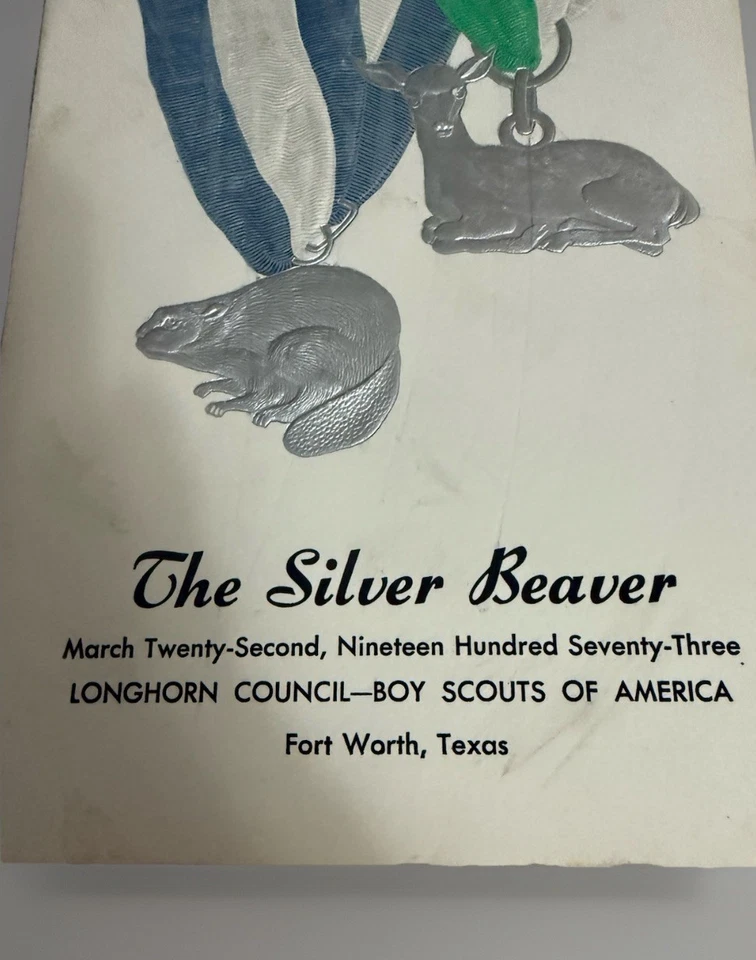 The Silver Beaver
March Twenty-Second, Nineteen Hundred Seventy-Three
LONGHORN COUNCIL—BOY SCOUTS OF AMERICA
Fort Worth, Texas